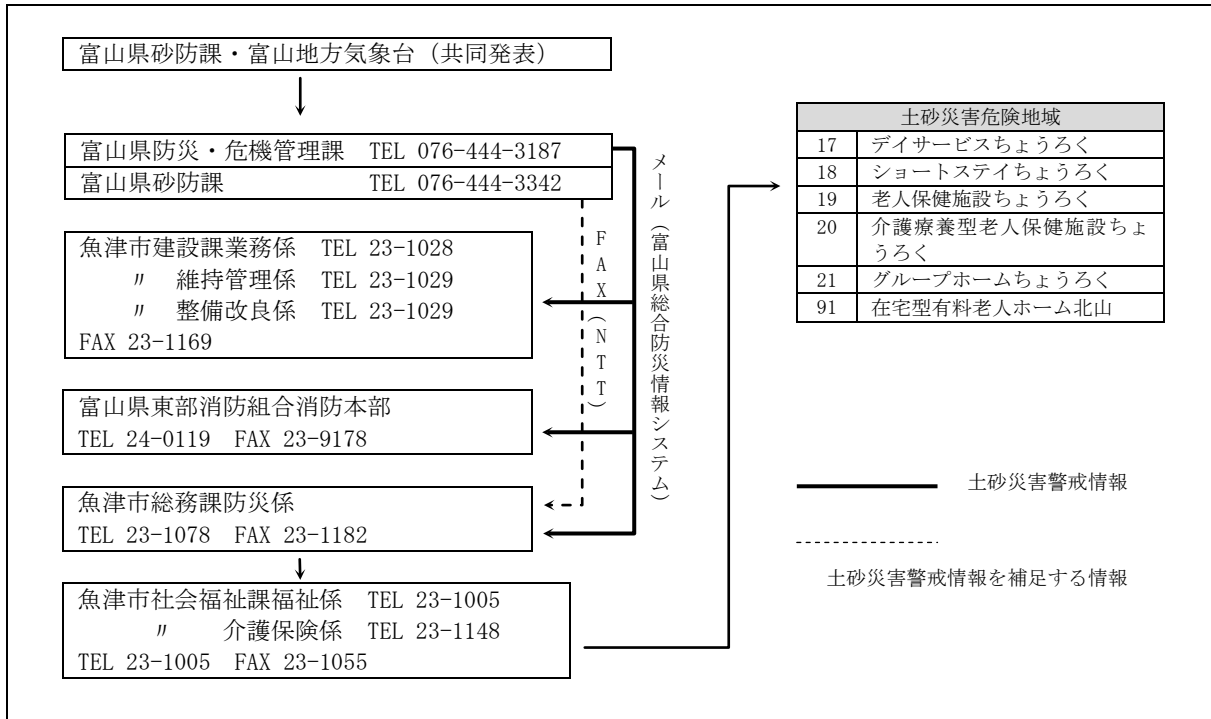 富山県砂防課・富山地方気象台（共同発表）
富山県防災・危機管理課　TEL 076-444-3187
富山県砂防課　TEL 076-444-3342
魚津市建設課業務係　TEL 23-1028
〃　維持管理係　TEL 23-1029
〃　整備改良係　TEL 23-1029
FAX 23-1169
富山県東部消防組合消防本部
TEL 24-0119　FAX 23-9178
魚津市総務課防災係
TEL 23-1078　FAX 23-1182
魚津市社会福祉課福祉係　TEL 23-1005
〃　介護保険係　TEL 23-1148
TEL 23-1005　FAX 23-1055
FAX（NTT）
メール（富山県総合防災情報システム）
土砂災害危険地域
17　デイサービスちょうろく
18　ショートステイちょうろく
19　老人保健施設ちょうろく
20　介護療養型老人保健施設ちょ
うろく
21　グループホームちょうろく
91　在宅型有料老人ホーム北山
土砂災害警戒情報
土砂災害警戒情報を補足する情報